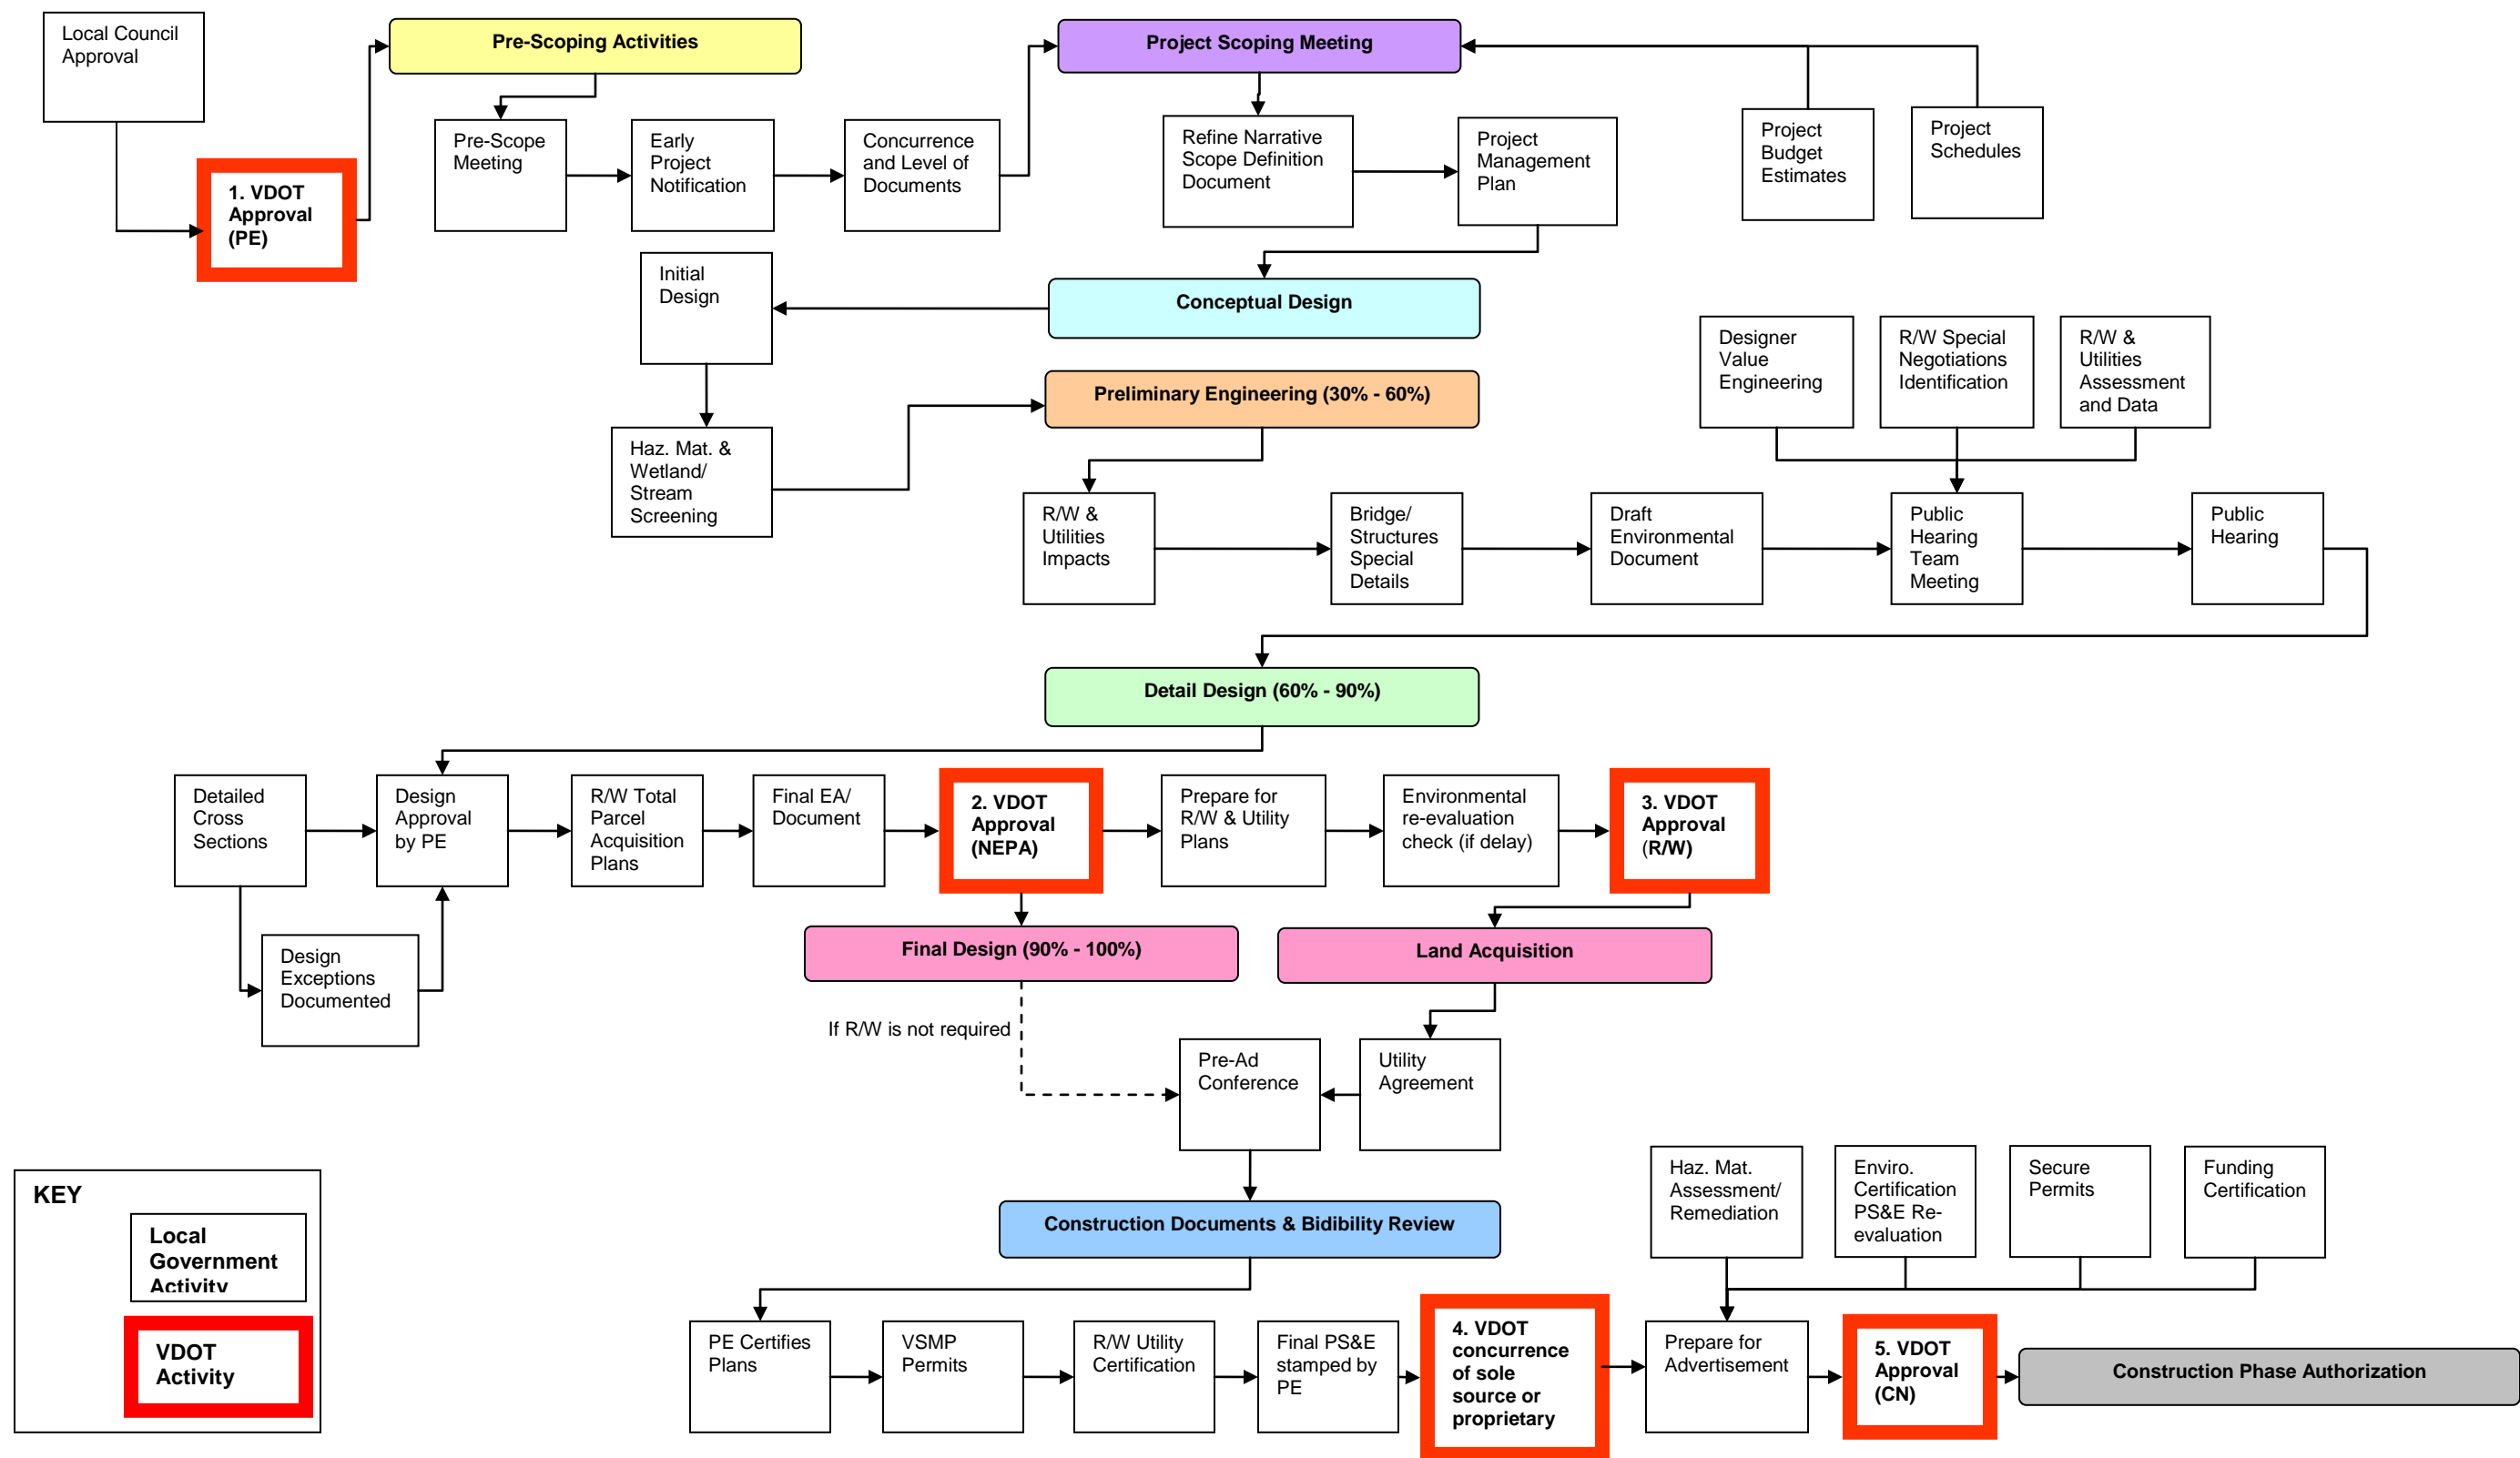 Local Council
Approval
Pre-Scoping Activities
Project Scoping Meeting
1. VDOT
Approval
(PE)
Pre-Scope
Meeting
Early
Project
Notification
Concurrence
and Level of
Documents
Refine Narrative
Scope Definition
Document
Project
Management
Plan
Project
Budget
Estimates
Project
Schedules
Initial
Design
Conceptual Design
Haz. Mat. &
Wetland/
Stream
Screening
Preliminary Engineering (30% - 60%)
Designer
Value
Engineering
R/W Special
Negotiations
Identification
R/W &
Utilities
Assessment
and Data
R/W &
Utilities
Impacts
Bridge/
Structures
Special
Details
Draft
Environmental
Document
Public
Hearing
Team
Meeting
Public
Hearing
Detail Design (60% - 90%)
Detailed
Cross
Sections
Design
Approval
by PE
R/W Total
Parcel
Acquisition
Plans
Final EA/
Document
2. VDOT
Approval
(NEPA)
Prepare for
R/W & Utility
Plans
Environmental
re-evaluation
check (if delay)
3. VDOT
Approval
(R/W)
Design
Exceptions
Documented
Final Design (90% - 100%)
Land Acquisition
If R/W is not required
Pre-Ad
Conference
Utility
Agreement
Construction Documents & Bidibility Review
Haz. Mat.
Assessment/
Remediation
Enviro.
Certification
PS&E Re-
evaluation
Secure
Permits
Funding
Certification
KEY
Local
Government
Activity
VDOT
Activity
PE Certifies
Plans
VSMP
Permits
R/W Utility
Certification
Final PS&E
stamped by
PE
4. VDOT
concurrence
of sole
source or
proprietary
Prepare for
Advertisement
5. VDOT
Approval
(CN)
Construction Phase Authorization